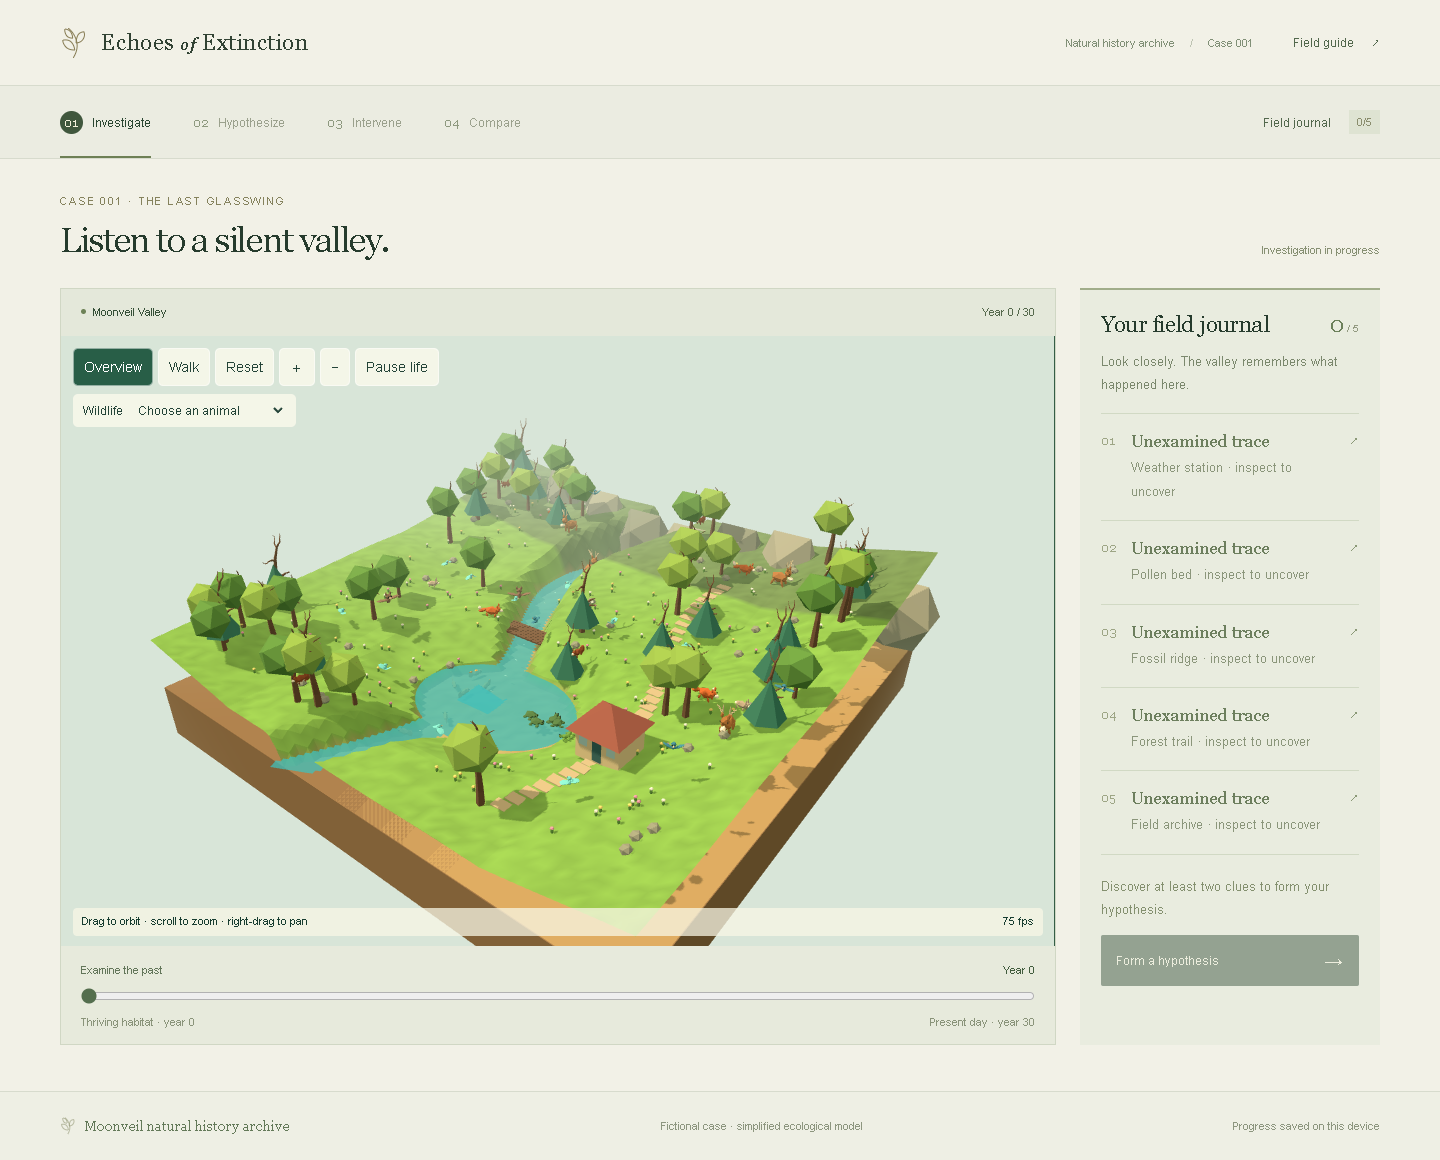 Echoes of Extinction
Natural history archive / Case 001
Field guide ↗
01 Investigate
02 Hypothesize
03 Intervene
04 Compare
Field journal 0/5
CASE 001 · THE LAST GLASSWING
Listen to a silent valley.
Investigation in progress
Moonveil Valley
Year 0 / 30
Overview
Walk
Reset
+
−
Pause life
Wildlife Choose an animal
Drag to orbit · scroll to zoom · right-drag to pan
75 fps
Examine the past
Year 0
Thriving habitat · year 0
Present day · year 30
Your field journal
0 / 5
Look closely. The valley remembers what
happened here.
01 Unexamined trace ↗
Weather station · inspect to
uncover
02 Unexamined trace ↗
Pollen bed · inspect to uncover
03 Unexamined trace ↗
Fossil ridge · inspect to uncover
04 Unexamined trace ↗
Forest trail · inspect to uncover
05 Unexamined trace ↗
Field archive · inspect to uncover
Discover at least two clues to form your
hypothesis.
Form a hypothesis →
Moonveil natural history archive
Fictional case · simplified ecological model
Progress saved on this device